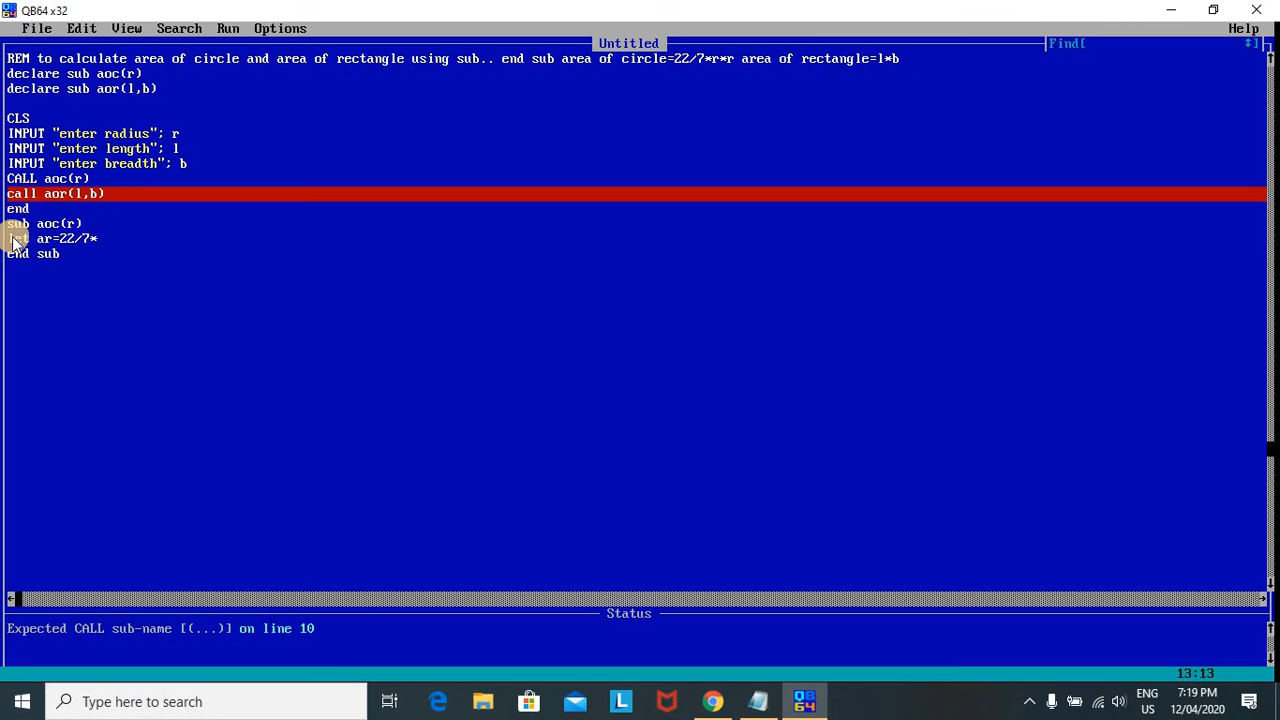 QB64 x32
File Edit View Search Run Options Help
Untitled
Find[ ]
REM to calculate area of circle and area of rectangle using sub.. end sub area of circle=22/7*r*r area of rectangle=l*b
declare sub aoc(r)
declare sub aor(l,b)
CLS
INPUT "enter radius"; r
INPUT "enter length"; l
INPUT "enter breadth"; b
CALL aoc(r)
call aor(l,b)
end
sub aoc(r)
let ar=22/7*
end sub
Status
Expected CALL sub-name [(...)] on line 10
13:13
Type here to search
ENG
US
7:19 PM
12/04/2020